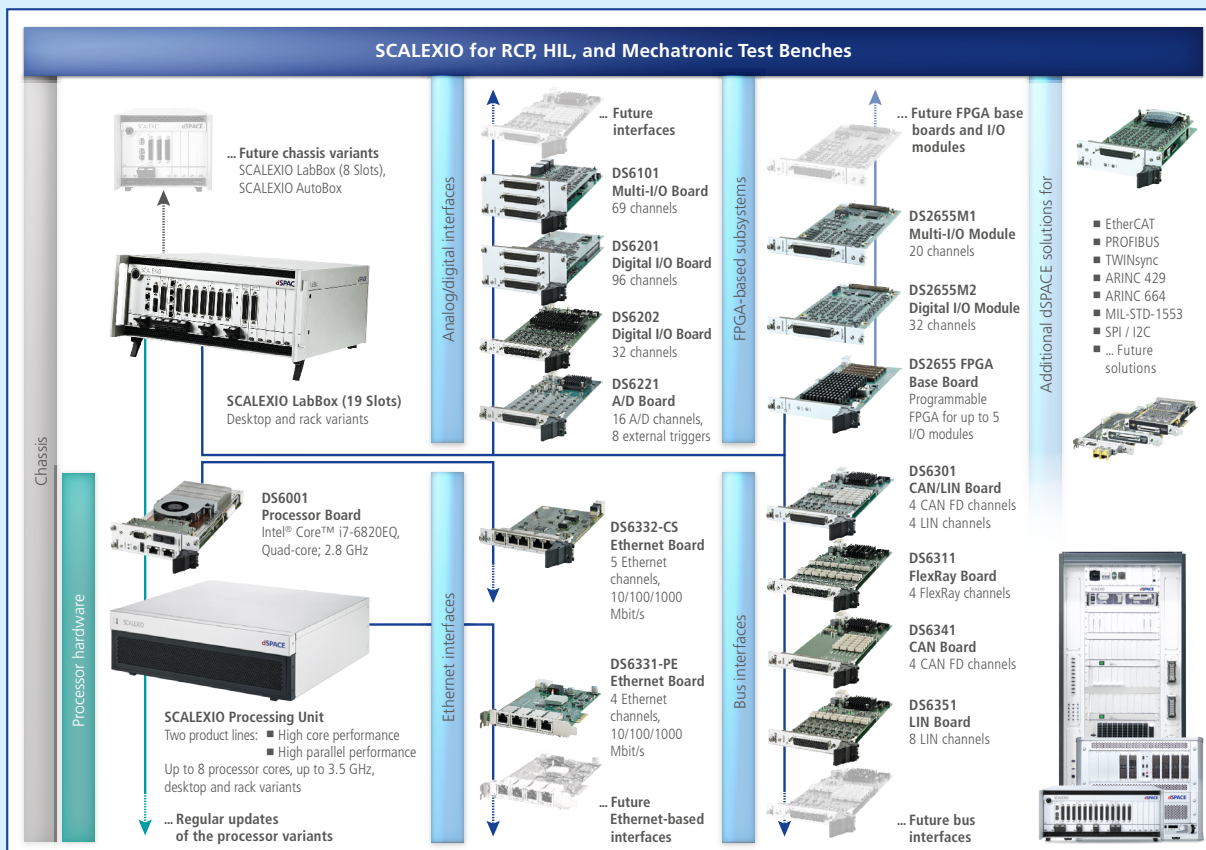 SCALEXIO for RCP, HIL, and Mechatronic Test Benches
Chassis
SCALEXIO
dSPACE
... Future chassis variants
SCALEXIO LabBox (8 Slots),
SCALEXIO AutoBox
SCALEXIO
dSPACE
SCALEXIO LabBox (19 Slots)
Desktop and rack variants
Processor hardware
DS6001
Processor Board
Intel® Core™ i7-6820EQ,
Quad-core; 2.8 GHz
SCALEXIO
dSPACE
SCALEXIO Processing Unit
Two product lines: ■ High core performance
■ High parallel performance
Up to 8 processor cores, up to 3.5 GHz,
desktop and rack variants
... Regular updates
of the processor variants
Analog/digital interfaces
... Future
interfaces
DS6101
Multi-I/O Board
69 channels
DS6201
Digital I/O Board
96 channels
DS6202
Digital I/O Board
32 channels
DS6221
A/D Board
16 A/D channels,
8 external triggers
Ethernet interfaces
DS6332-CS
Ethernet Board
5 Ethernet
channels,
10/100/1000
Mbit/s
DS6331-PE
Ethernet Board
4 Ethernet
channels,
10/100/1000
Mbit/s
... Future
Ethernet-based
interfaces
FPGA-based subsystems
... Future FPGA base
boards and I/O
modules
DS2655M1
Multi-I/O Module
20 channels
DS2655M2
Digital I/O Module
32 channels
DS2655 FPGA
Base Board
Programmable
FPGA for up to 5
I/O modules
Bus interfaces
DS6301
CAN/LIN Board
4 CAN FD channels
4 LIN channels
DS6311
FlexRay Board
4 FlexRay channels
DS6341
CAN Board
4 CAN FD channels
DS6351
LIN Board
8 LIN channels
... Future bus
interfaces
Additional dSPACE solutions for
■ EtherCAT
■ PROFIBUS
■ TWINsync
■ ARINC 429
■ ARINC 664
■ MIL-STD-1553
■ SPI / I2C
■ ... Future
solutions
dSPACE